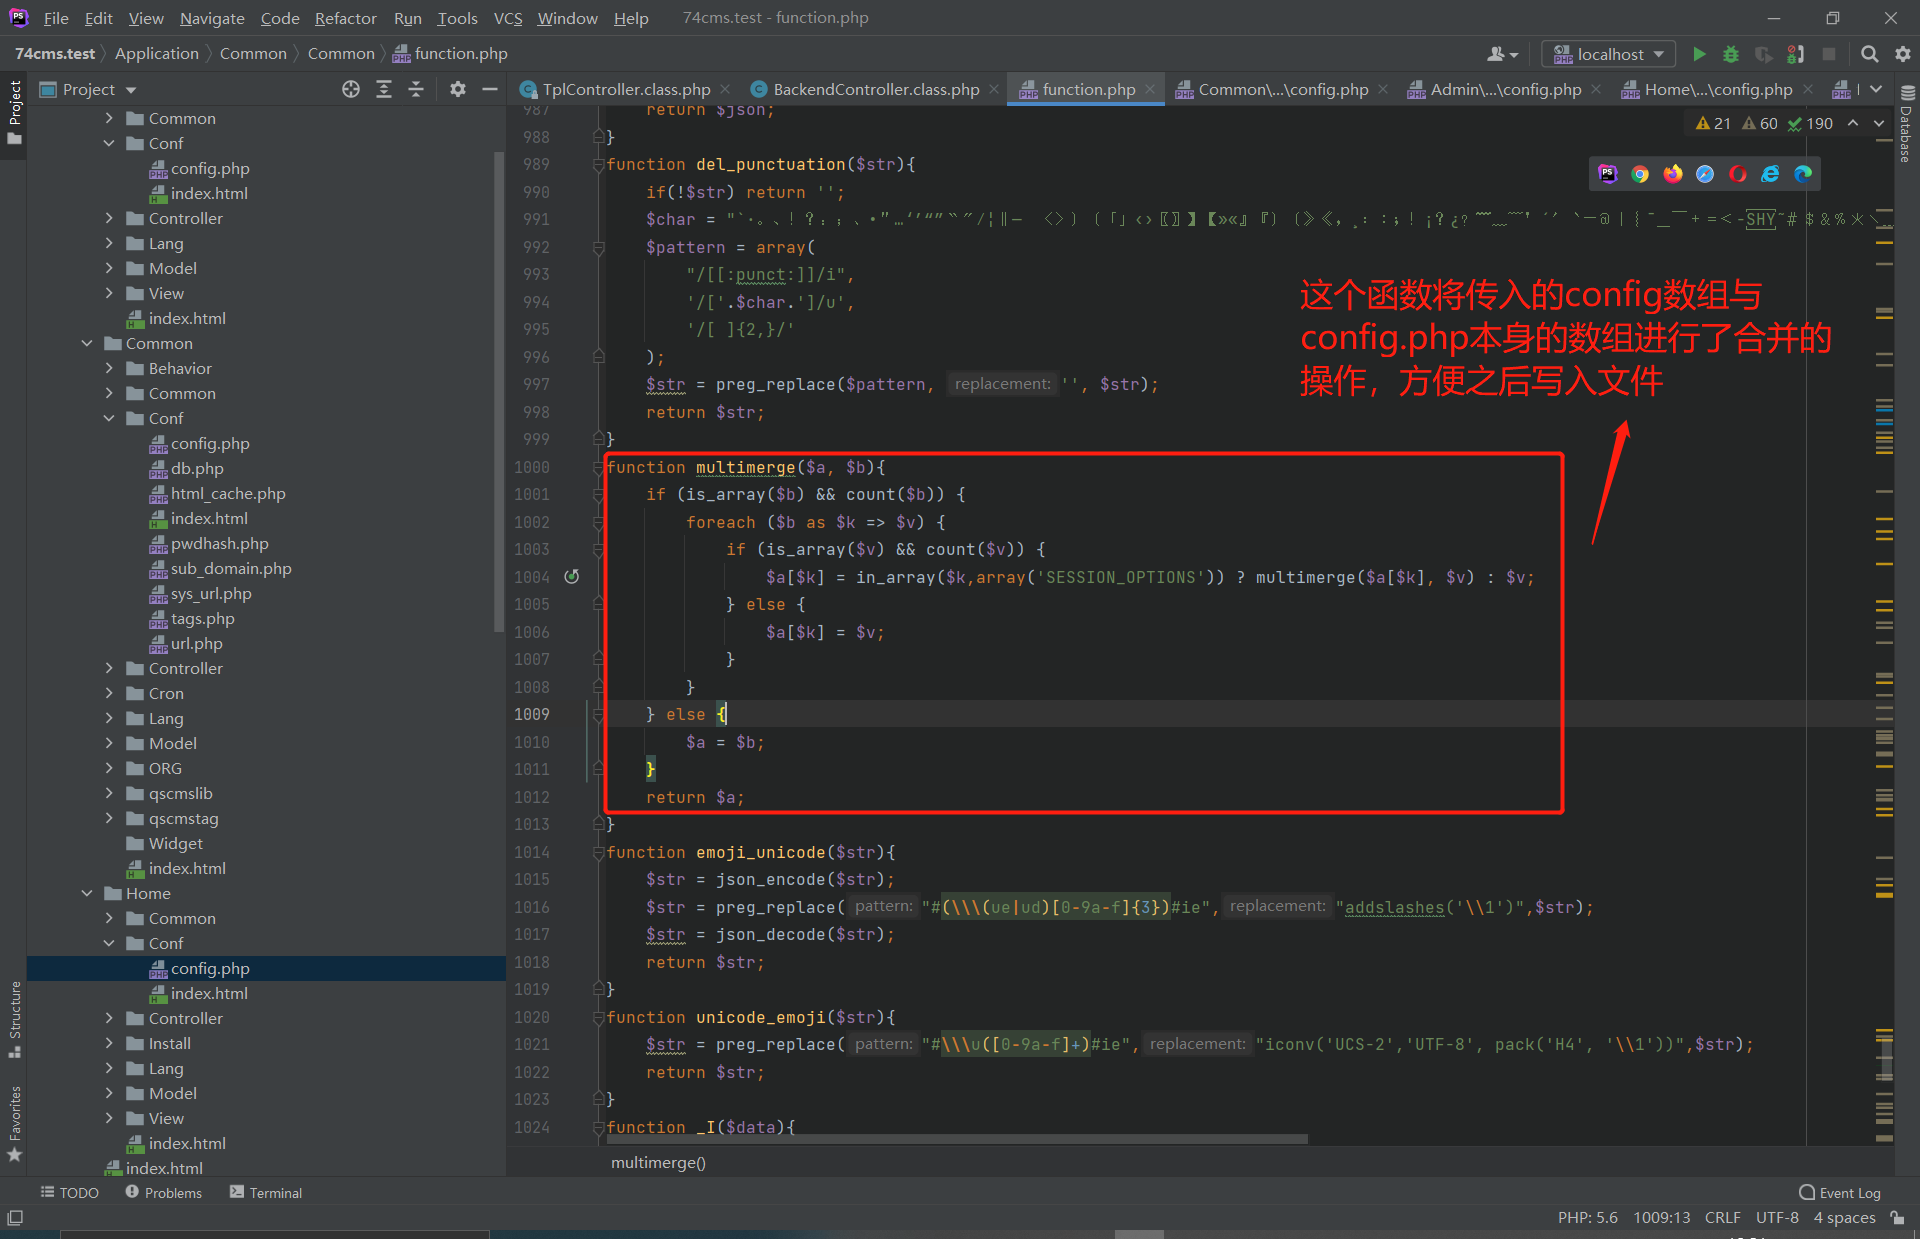 File Edit View Navigate Code Refactor Run Tools VCS Window Help 74cms.test - function.php
74cms.test Application Common Common function.php localhost
Project TplController.class.php BackendController.class.php function.php Common\...\config.php Admin\...\config.php Home\...\config.php
Project
Structure
Favorites
Database
Common
Conf
config.php
index.html
Controller
Lang
Model
View
index.html
Common
Behavior
Common
Conf
config.php
db.php
html_cache.php
index.html
pwdhash.php
sub_domain.php
sys_url.php
tags.php
url.php
Controller
Cron
Lang
Model
ORG
qscmslib
qscmstag
Widget
index.html
Home
Common
Conf
config.php
index.html
Controller
Install
Lang
Model
View
index.html
index.html
21 60 190
987 return $json;
988 }
989 function del_punctuation($str){
990 if(!$str) return '';
991 $char = "
992 $pattern = array(
993 "/[[:punct:]]/i",
994 '/['.$char.']/u',
995 '/[ ]{2,}/'
996 );
997 $str = preg_replace($pattern, replacement: '', $str);
998 return $str;
999 }
1000 function multimerge($a, $b){
1001 if (is_array($b) && count($b)) {
1002 foreach ($b as $k => $v) {
1003 if (is_array($v) && count($v)) {
1004 $a[$k] = in_array($k,array('SESSION_OPTIONS')) ? multimerge($a[$k], $v) : $v;
1005 } else {
1006 $a[$k] = $v;
1007 }
1008 }
1009 } else {
1010 $a = $b;
1011 }
1012 return $a;
1013 }
1014 function emoji_unicode($str){
1015 $str = json_encode($str);
1016 $str = preg_replace( pattern: "#(\\\(ue|ud)[0-9a-f]{3})#ie", replacement: "addslashes('\\1')",$str);
1017 $str = json_decode($str);
1018 return $str;
1019 }
1020 function unicode_emoji($str){
1021 $str = preg_replace( pattern: "#\\\u([0-9a-f]+)#ie", replacement: "iconv('UCS-2','UTF-8', pack('H4', '\\1'))",$str);
1022 return $str;
1023 }
1024 function _I($data){
这个函数将传入的config数组与
config.php本身的数组进行了合并的
操作，方便之后写入文件
multimerge()
TODO Problems Terminal Event Log
PHP: 5.6 1009:13 CRLF UTF-8 4 spaces